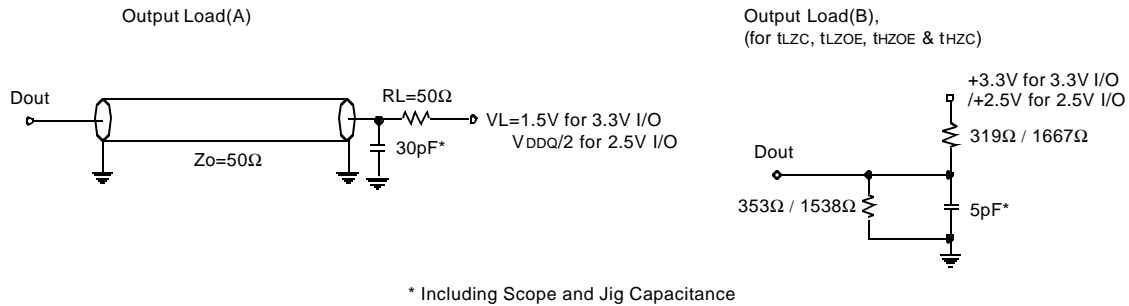 Output Load(A)
Dout
Zo=50Ω
RL=50Ω
30pF*
VL=1.5V for 3.3V I/O
VDDQ/2 for 2.5V I/O
Output Load(B),
(for tLZC, tLZOE, tHZOE & tHZC)
+3.3V for 3.3V I/O
/+2.5V for 2.5V I/O
319Ω / 1667Ω
Dout
353Ω / 1538Ω
5pF*
* Including Scope and Jig Capacitance